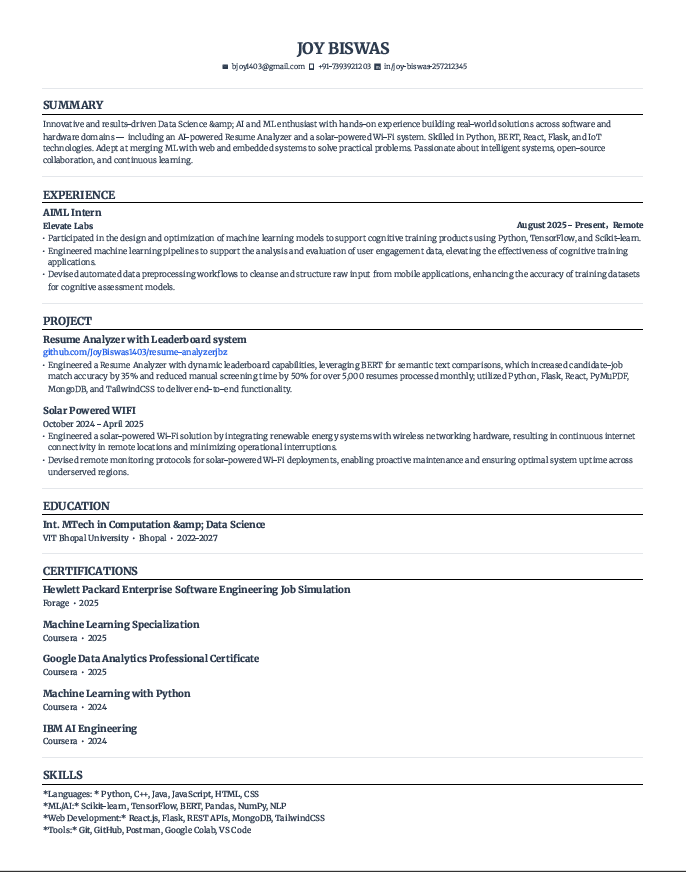 JOY BISWAS
bjoy1403@gmail.com +91-7393921203 in/joy-biswas-257212345
SUMMARY
Innovative and results-driven Data Science &amp; AI and ML enthusiast with hands-on experience building real-world solutions across software and
hardware domains — including an AI-powered Resume Analyzer and a solar-powered Wi-Fi system. Skilled in Python, BERT, React, Flask, and IoT
technologies. Adept at merging ML with web and embedded systems to solve practical problems. Passionate about intelligent systems, open-source
collaboration, and continuous learning.
EXPERIENCE
AIML Intern
Elevate Labs August 2025 - Present, Remote
• Participated in the design and optimization of machine learning models to support cognitive training products using Python, TensorFlow, and Scikit-learn.
• Engineered machine learning pipelines to support the analysis and evaluation of user engagement data, elevating the effectiveness of cognitive training
applications.
• Devised automated data preprocessing workflows to cleanse and structure raw input from mobile applications, enhancing the accuracy of training datasets
for cognitive assessment models.
PROJECT
Resume Analyzer with Leaderboard system
github.com/JoyBiswas1403/resume-analyzerjbz
• Engineered a Resume Analyzer with dynamic leaderboard capabilities, leveraging BERT for semantic text comparisons, which increased candidate-job
match accuracy by 35% and reduced manual screening time by 50% for over 5,000 resumes processed monthly; utilized Python, Flask, React, PyMuPDF,
MongoDB, and TailwindCSS to deliver end-to-end functionality.
Solar Powered WIFI
October 2024 - April 2025
• Engineered a solar-powered Wi-Fi solution by integrating renewable energy systems with wireless networking hardware, resulting in continuous internet
connectivity in remote locations and minimizing operational interruptions.
• Devised remote monitoring protocols for solar-powered Wi-Fi deployments, enabling proactive maintenance and ensuring optimal system uptime across
underserved regions.
EDUCATION
Int. MTech in Computation &amp; Data Science
VIT Bhopal University • Bhopal • 2022-2027
CERTIFICATIONS
Hewlett Packard Enterprise Software Engineering Job Simulation
Forage • 2025
Machine Learning Specialization
Coursera • 2025
Google Data Analytics Professional Certificate
Coursera • 2025
Machine Learning with Python
Coursera • 2024
IBM AI Engineering
Coursera • 2024
SKILLS
*Languages: * Python, C++, Java, JavaScript, HTML, CSS
*ML/AI:* Scikit-learn, TensorFlow, BERT, Pandas, NumPy, NLP
*Web Development:* React.js, Flask, REST APIs, MongoDB, TailwindCSS
*Tools:* Git, GitHub, Postman, Google Colab, VS Code